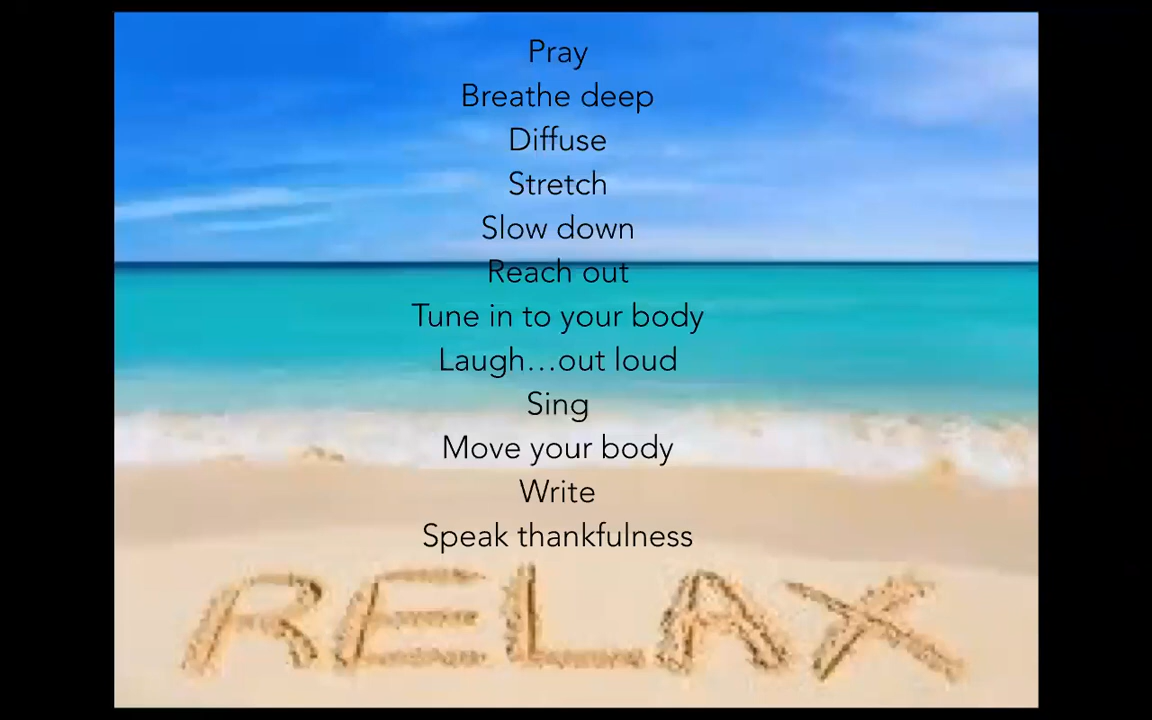 Pray
Breathe deep
Diffuse
Stretch
Slow down
Reach out
Tune in to your body
Laugh...out loud
Sing
Move your body
Write
Speak thankfulness
RELAX